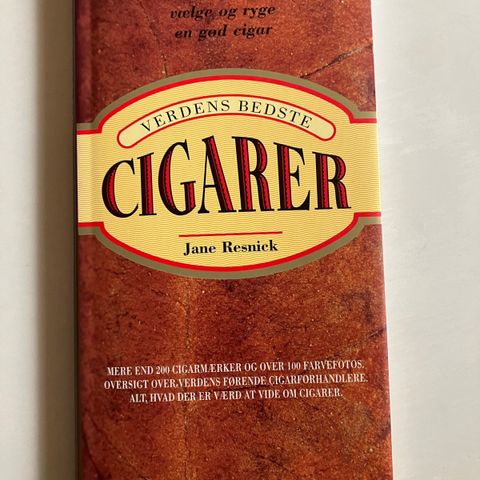 vælge og ryge
en god cigar
VERDENS BEDSTE
CIGARER
Jane Resnick
MERE END 200 CIGARMÆRKER OG OVER 100 FARVEFOTOS.
OVERSIGT OVER VERDENS FØRENDE CIGARFORHANDLERE.
ALT, HVAD DER ER VÆRD AT VIDE OM CIGARER.